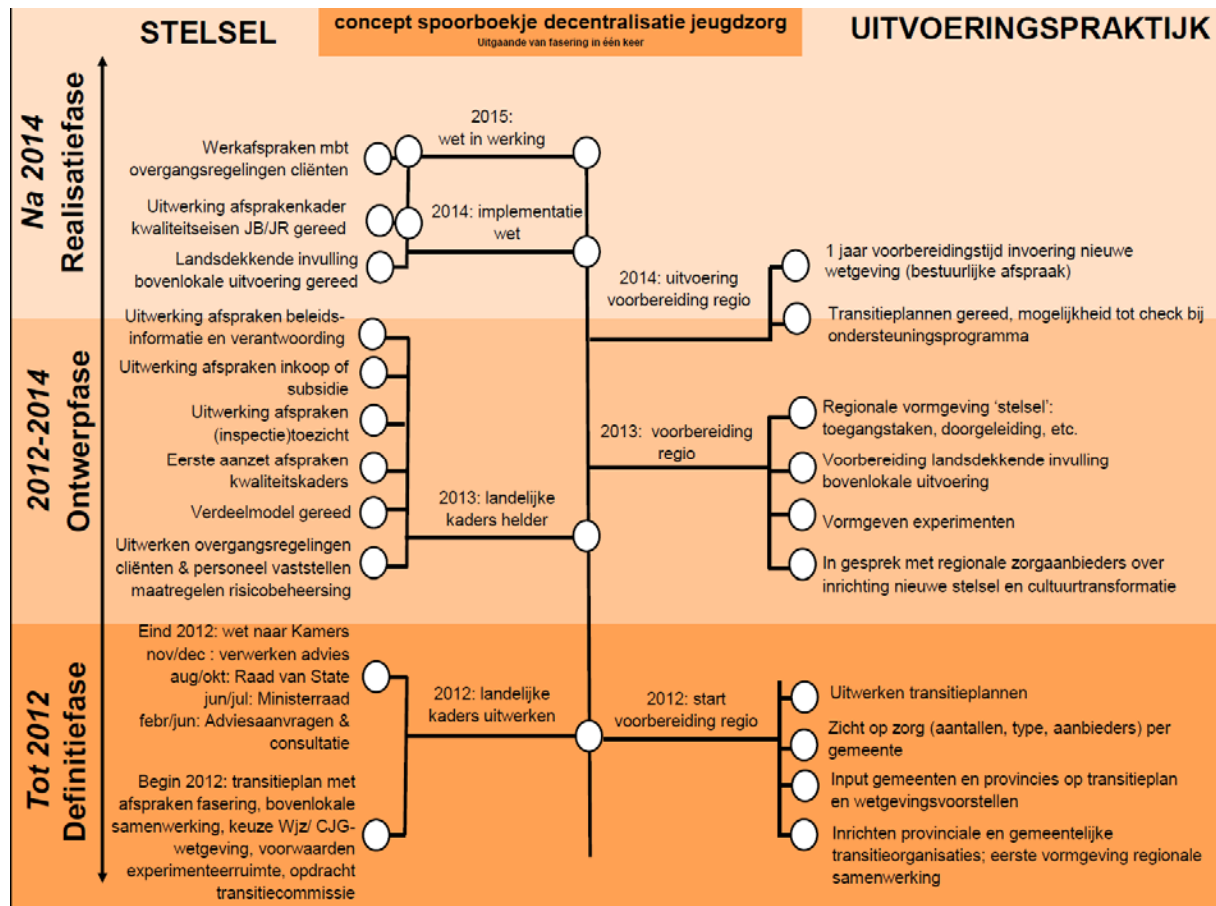 STELSEL
concept spoorboekje decentralisatie jeugdzorg
Uitgaande van fasering in één keer
UITVOERINGSPRAKTIJK
Na 2014
Realisatiefase
2015:
wet in werking
Werkafspraken mbt
overgangsregelingen cliënten
Uitwerking afsprakenkader
kwaliteitseisen JB/JR gereed
2014: implementatie
wet
Landsdekkende invulling
bovenlokale uitvoering gereed
2014: uitvoering
voorbereiding regio
1 jaar voorbereidingstijd invoering nieuwe
wetgeving (bestuurlijke afspraak)
Transitieplannen gereed, mogelijkheid tot check bij
ondersteuningsprogramma
2012-2014
Ontwerpfase
Uitwerking afspraken beleids-
informatie en verantwoording
Uitwerking afspraken inkoop of
subsidie
Uitwerking afspraken
(inspectie)toezicht
Eerste aanzet afspraken
kwaliteitskaders
Verdeelmodel gereed
Uitwerken overgangsregelingen
cliënten & personeel vaststellen
maatregelen risicobeheersing
2013: landelijke
kaders helder
2013: voorbereiding
regio
Regionale vormgeving ‘stelsel’:
toegangstaken, doorgeleiding, etc.
Voorbereiding landsdekkende invulling
bovenlokale uitvoering
Vormgeven experimenten
In gesprek met regionale zorgaanbieders over
inrichting nieuwe stelsel en cultuurtransformatie
Tot 2012
Definitiefase
Eind 2012: wet naar Kamers
nov/dec : verwerken advies
aug/okt: Raad van State
jun/jul: Ministerraad
febr/jun: Adviesaanvragen &
consultatie
Begin 2012: transitieplan met
afspraken fasering, bovenlokale
samenwerking, keuze Wjz/ CJG-
wetgeving, voorwaarden
experimenteerruimte, opdracht
transitiecommissie
2012: landelijke
kaders uitwerken
2012: start
voorbereiding regio
Uitwerken transitieplannen
Zicht op zorg (aantallen, type, aanbieders) per
gemeente
Input gemeenten en provincies op transitieplan
en wetgevingsvoorstellen
Inrichten provinciale en gemeentelijke
transitieorganisaties; eerste vormgeving regionale
samenwerking